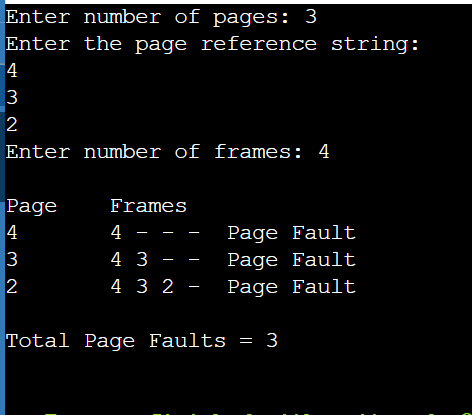 Enter number of pages: 3
Enter the page reference string:
4
3
2
Enter number of frames: 4
Page    Frames
4       4 - - -  Page Fault
3       4 3 - -  Page Fault
2       4 3 2 -  Page Fault
Total Page Faults = 3